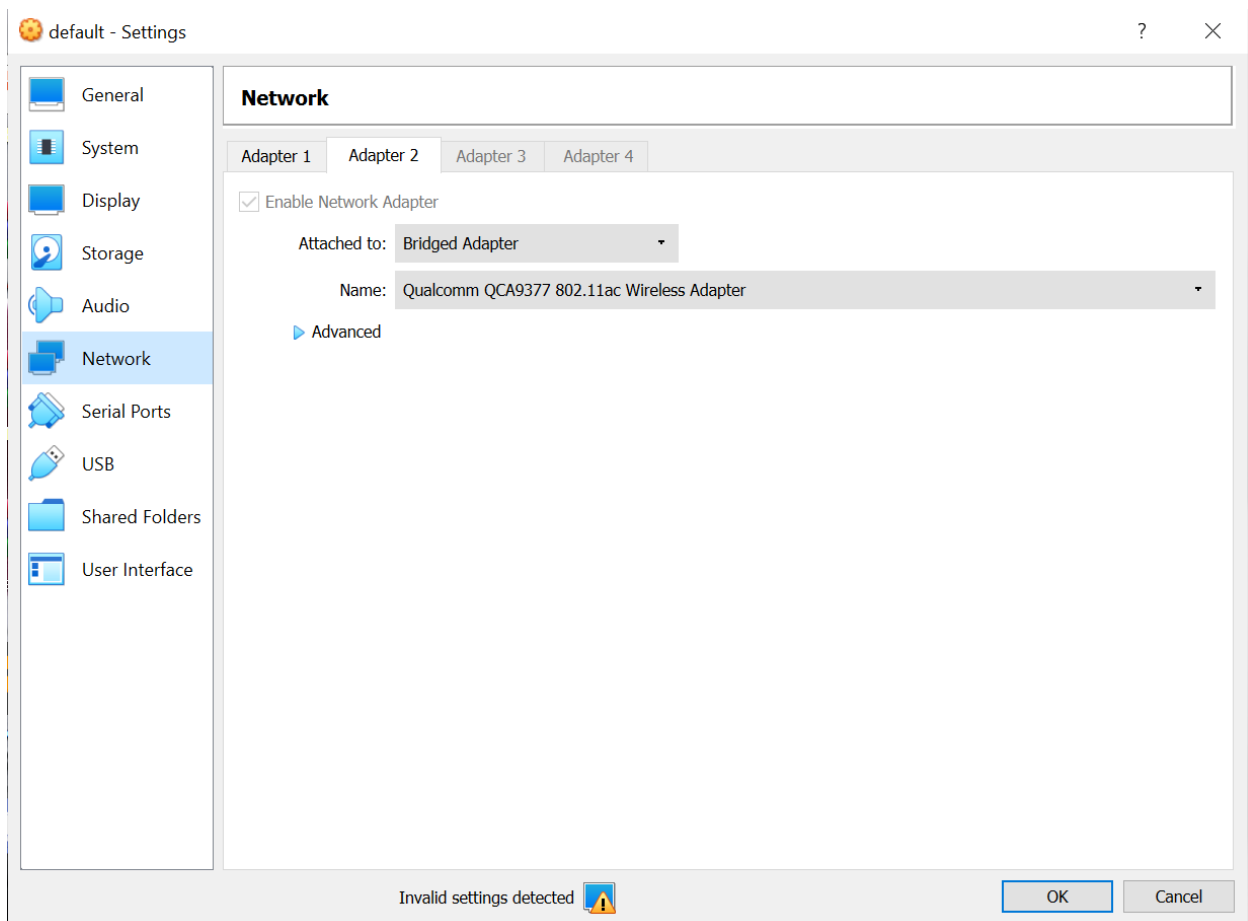 default - Settings
?
General
System
Display
Storage
Audio
Network
Serial Ports
USB
Shared Folders
User Interface
Network
Adapter 1 Adapter 2 Adapter 3 Adapter 4
Enable Network Adapter
Attached to: Bridged Adapter
Name: Qualcomm QCA9377 802.11ac Wireless Adapter
Advanced
Invalid settings detected
OK Cancel